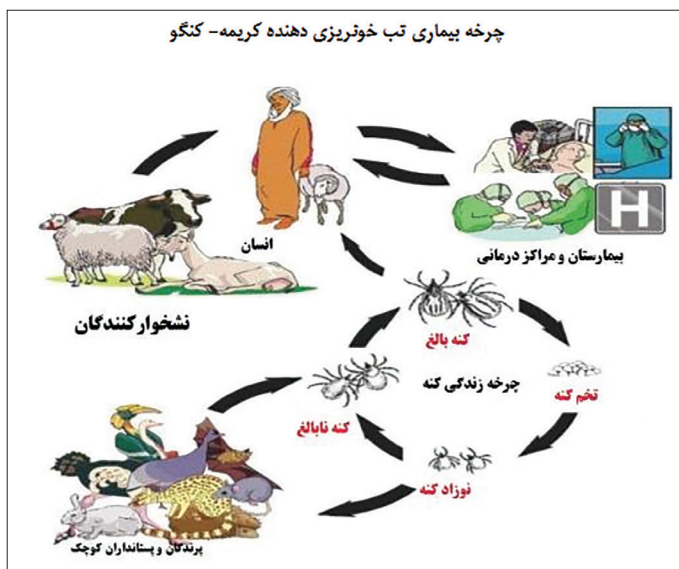 چرخه بیماری تب خونریزی دهنده کریمه- کنگو
انسان
بیمارستان و مراکز درمانی
H
نشخوارکنندگان
کنه بالغ
چرخه زندگی کنه
تخم کنه
کنه نابالغ
نوزاد کنه
پرندگان و پستانداران کوچک